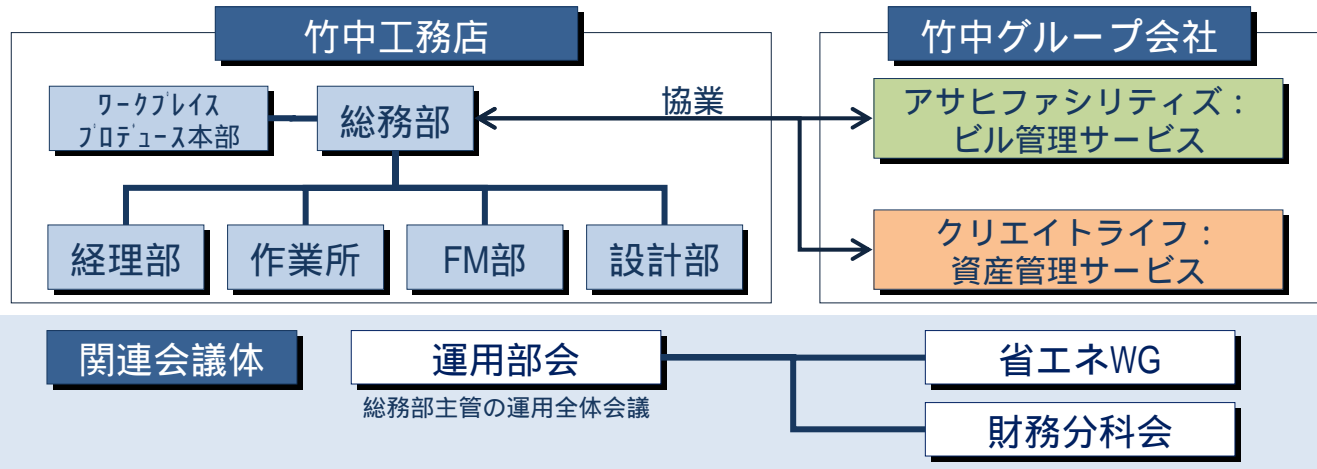 竹中工務店
竹中グループ会社
ﾜｰｸﾌﾟﾚｲｽ
ﾌﾟﾛﾃﾞｭｰｽ本部
総務部
協業
アサヒファシリティズ：
ビル管理サービス
経理部
作業所
FM部
設計部
クリエイトライフ：
資産管理サービス
関連会議体
運用部会
総務部主管の運用全体会議
省エネWG
財務分科会